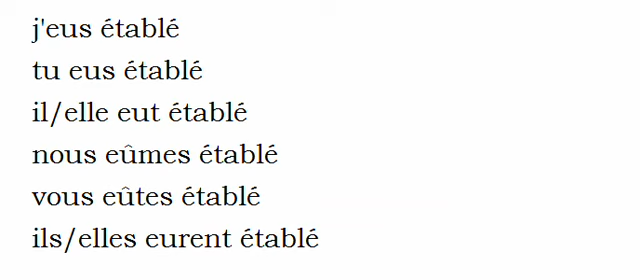 j'eus établé
tu eus établé
il/elle eut établé
nous eûmes établé
vous eûtes établé
ils/elles eurent établé